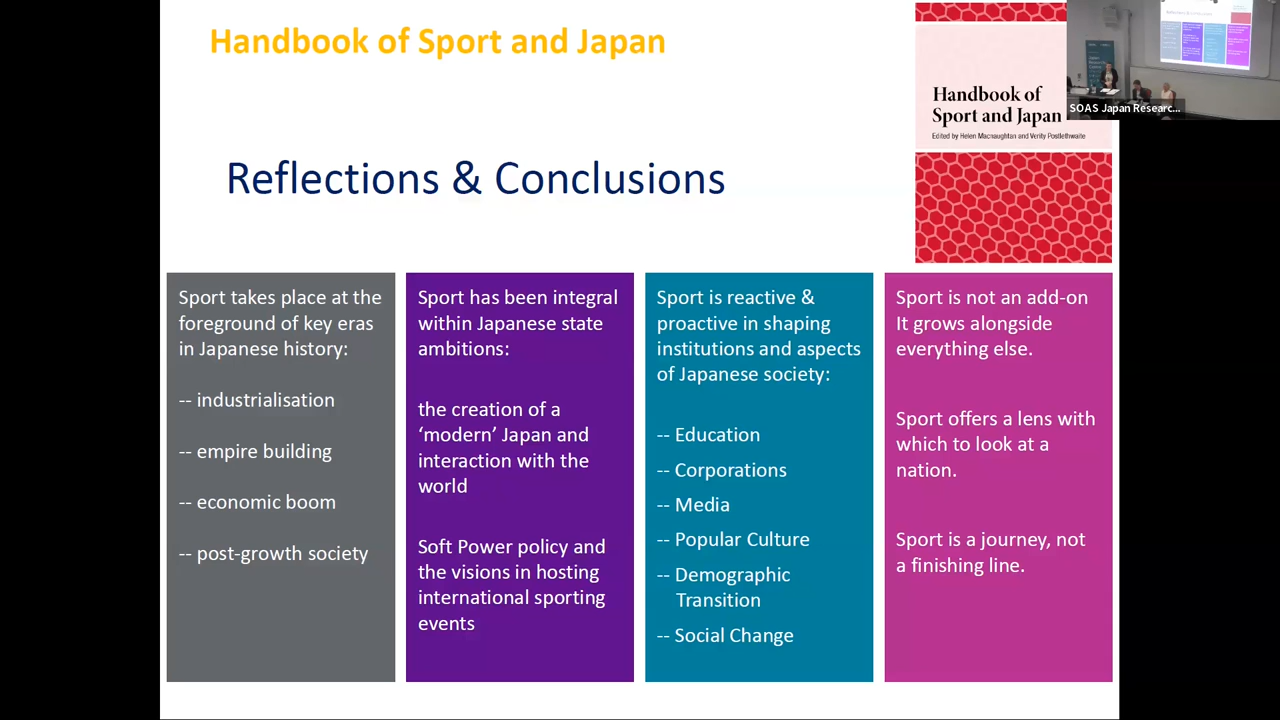 Handbook of Sport and Japan
Handbook of
Sport and Japan
Edited by Helen Macnaughtan and Verity Postlethwaite
SOAS Japan Researc...
Reflections & Conclusions
Sport takes place at the
foreground of key eras
in Japanese history:
-- industrialisation
-- empire building
-- economic boom
-- post-growth society
Sport has been integral
within Japanese state
ambitions:
the creation of a
‘modern’ Japan and
interaction with the
world
Soft Power policy and
the visions in hosting
international sporting
events
Sport is reactive &
proactive in shaping
institutions and aspects
of Japanese society:
-- Education
-- Corporations
-- Media
-- Popular Culture
-- Demographic
Transition
-- Social Change
Sport is not an add-on
It grows alongside
everything else.
Sport offers a lens with
which to look at a
nation.
Sport is a journey, not
a finishing line.